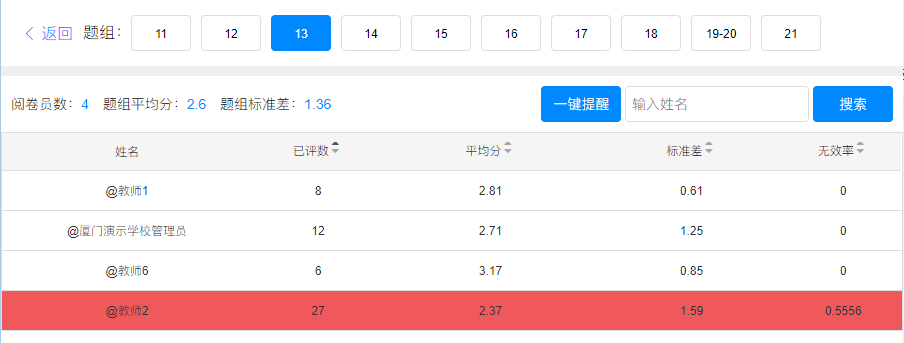 返回 题组： 11 12 13 14 15 16 17 18 19-20 21
阅卷员数：4 题组平均分：2.6 题组标准差：1.36 一键提醒 输入姓名 搜索
姓名 已评数 平均分 标准差 无效率
@教师1 8 2.81 0.61 0
@厦门演示学校管理员 12 2.71 1.25 0
@教师6 6 3.17 0.85 0
@教师2 27 2.37 1.59 0.5556